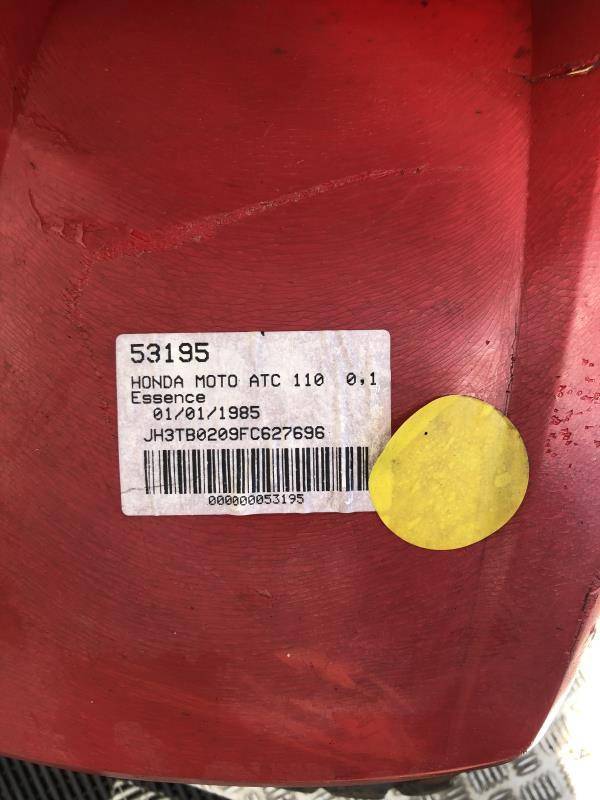 53195
HONDA MOTO ATC 110 0,1
Essence
01/01/1985
JH3TB0209FC627696
000000053195